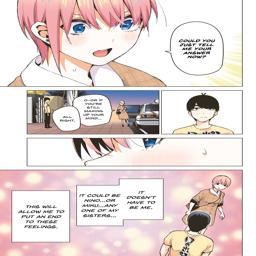 COULD YOU
JUST TELL
ME YOUR
ANSWER
NOW?
O-OR IF
YOU'RE
STILL
MAKING UP
YOUR MIND...
ALL
RIGHT.
IT
DOESN'T
HAVE TO
BE ME.
IT COULD BE
NINO...OR
MIKU...ANY
ONE OF MY
SISTERS...
THIS WILL
ALLOW ME TO
PUT AN END
TO THESE
FEELINGS.